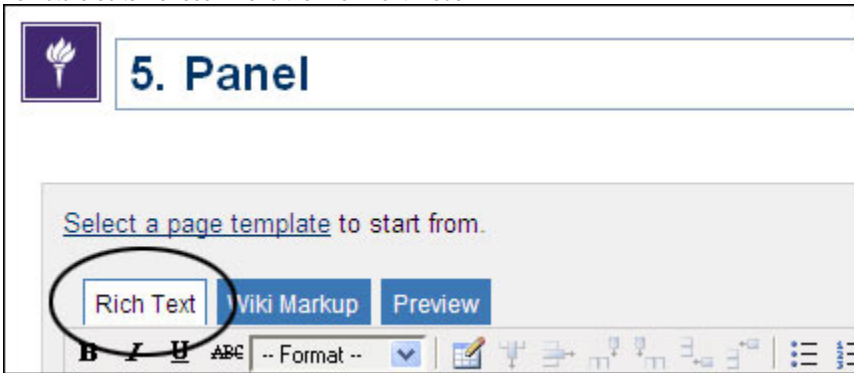 5. Panel
Select a page template to start from.
Rich Text Wiki Markup Preview
B I U ABC -- Format --